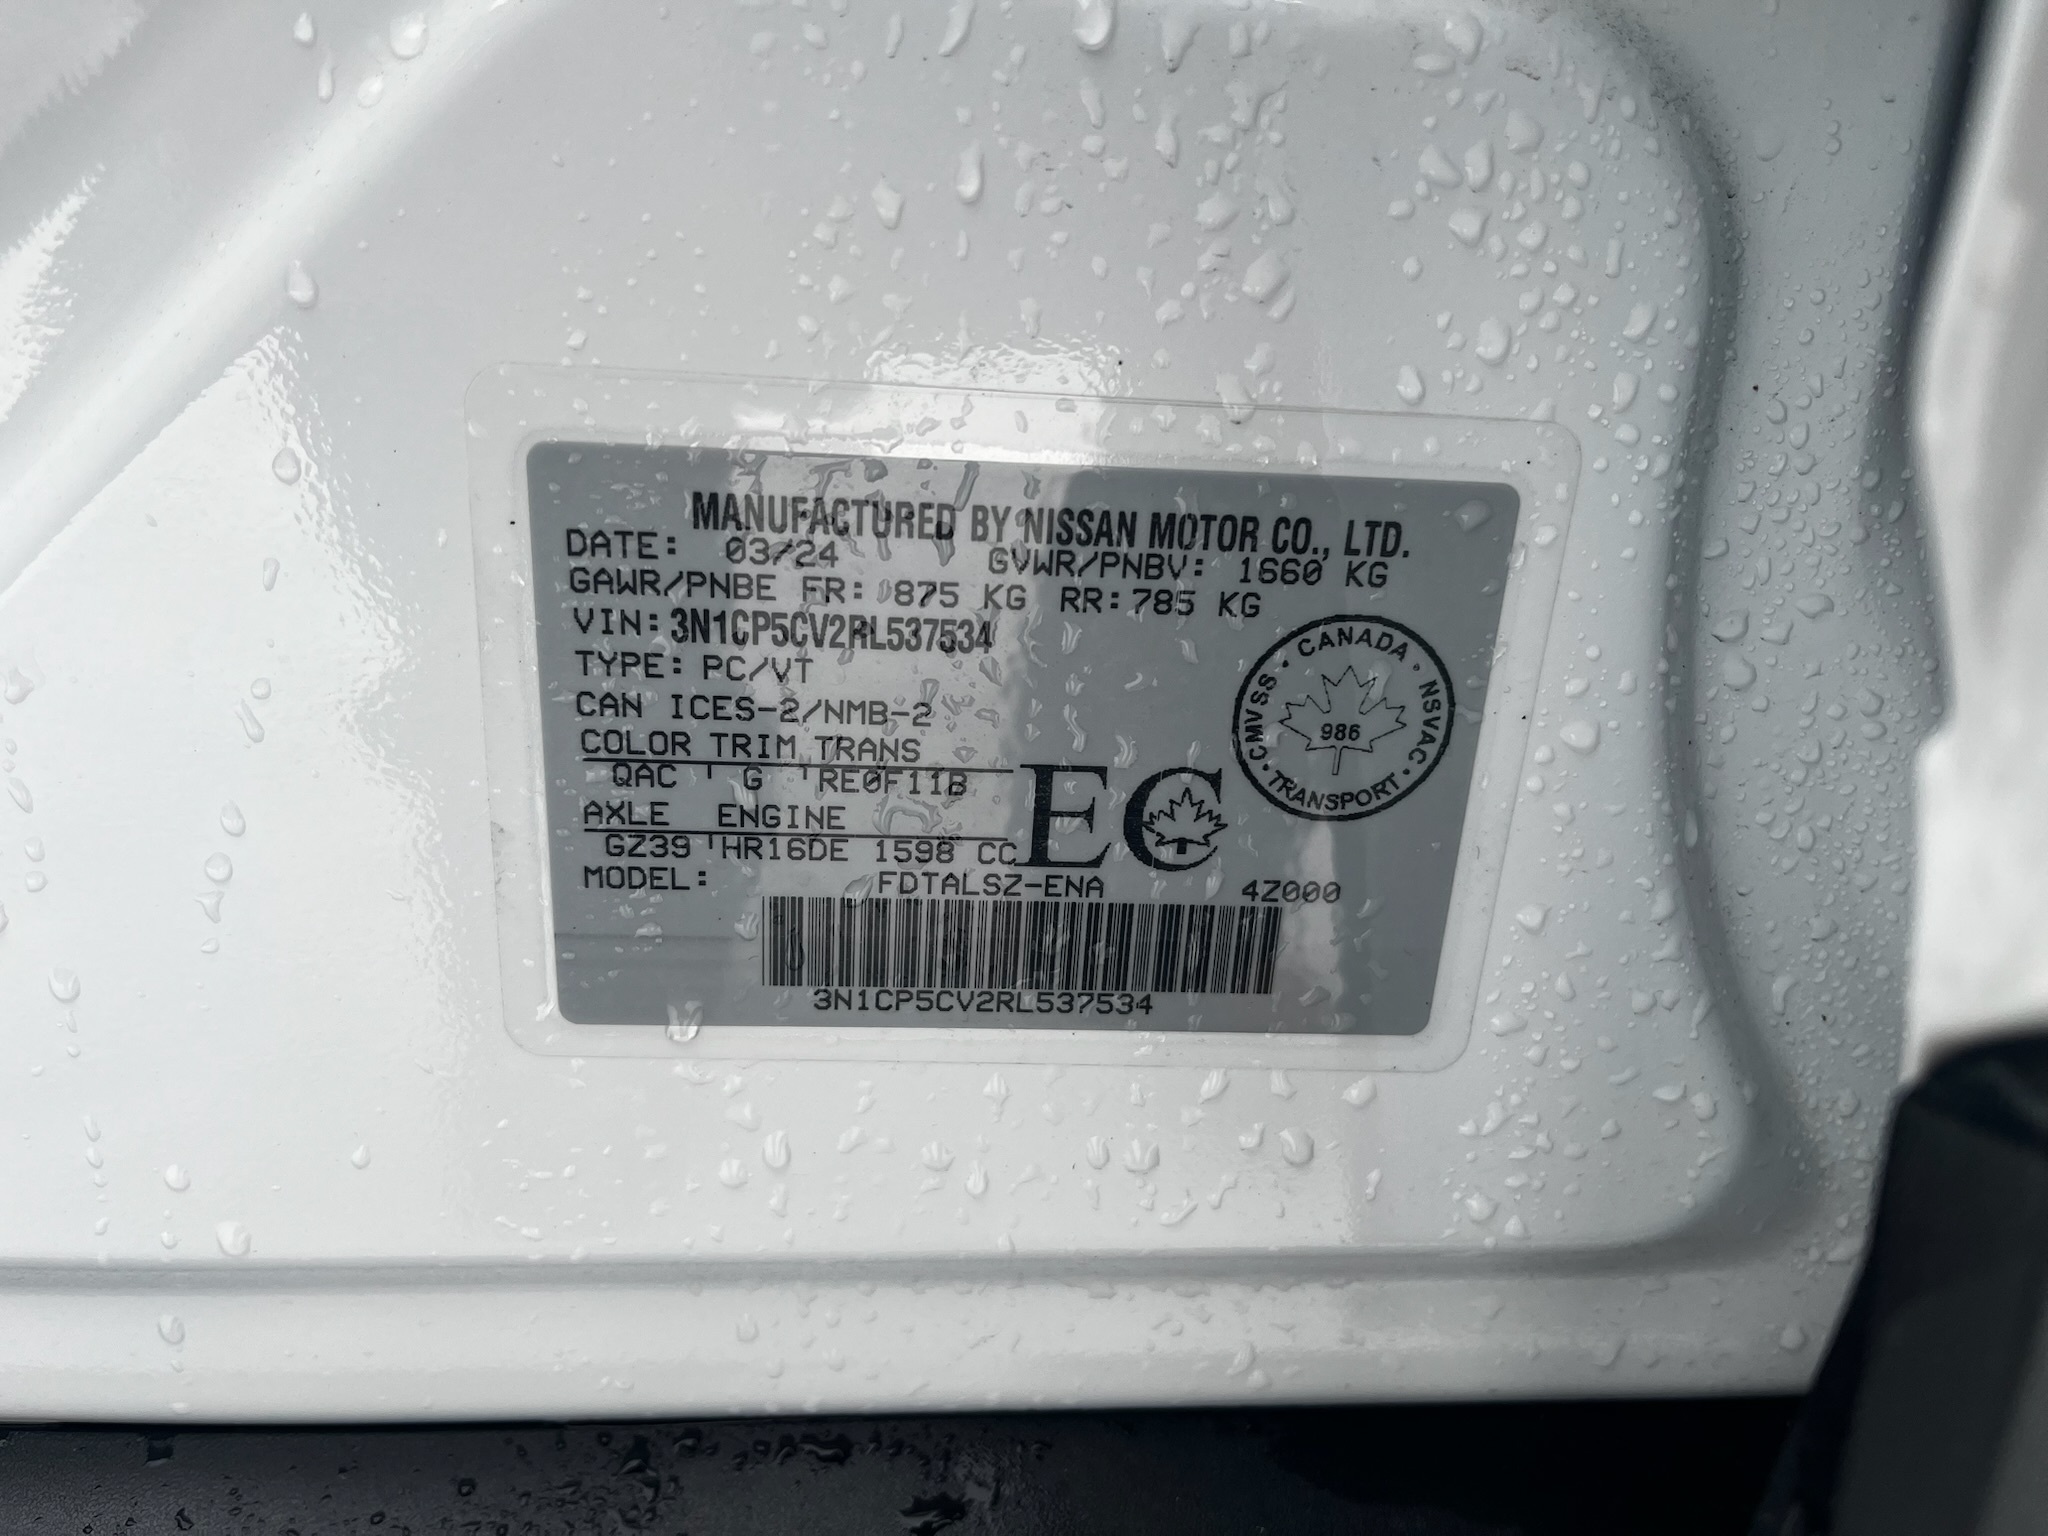 MANUFACTURED BY NISSAN MOTOR CO., LTD.
DATE: 03/24 GVWR/PNBV: 1660 KG
GAWR/PNBE FR: 875 KG RR: 785 KG
VIN: 3N1CP5CV2RL537534
TYPE: PC/VT
CAN ICES-2/NMB-2
COLOR TRIM TRANS
QAC G RE0F11B
AXLE ENGINE
GZ39 HR16DE 1598 CC
MODEL: FDTALSZ-ENA 4Z000
3N1CP5CV2RL537534
EC
CANADA · NSVAC · TRANSPORT · CMVSS ·
986